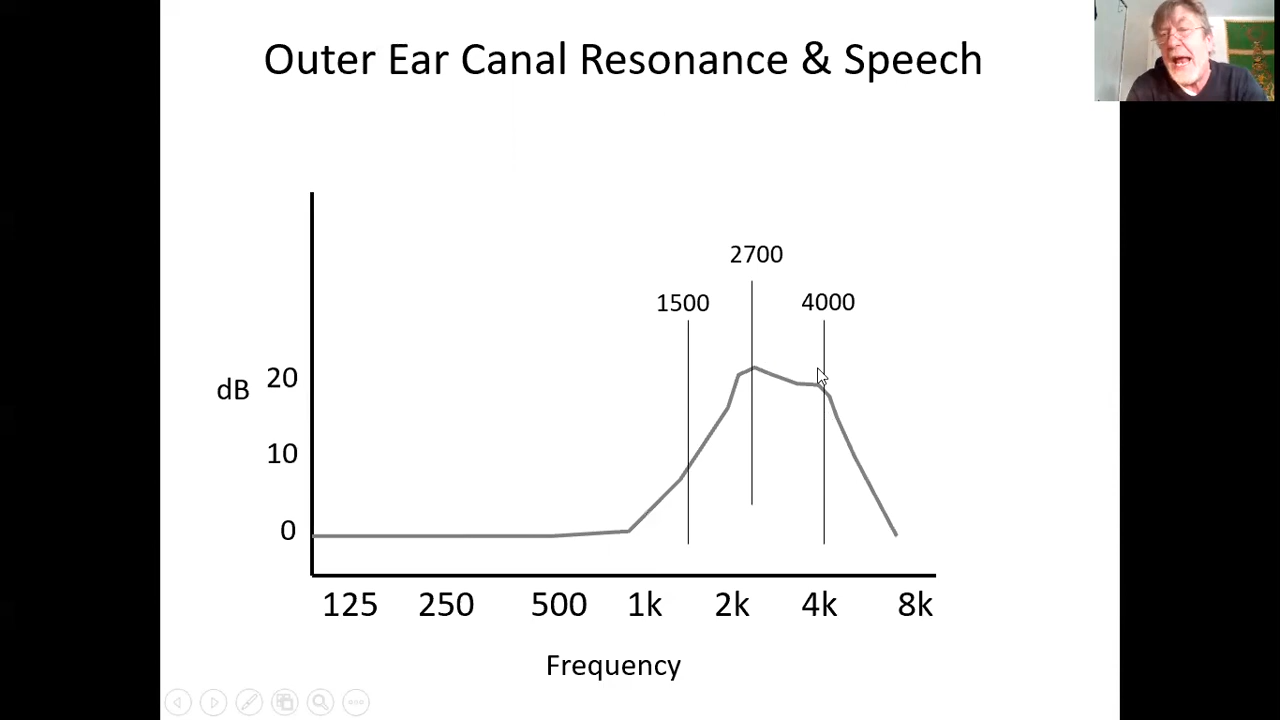 Outer Ear Canal Resonance & Speech
2700
1500
4000
dB
20
10
0
125 250 500 1k 2k 4k 8k
Frequency